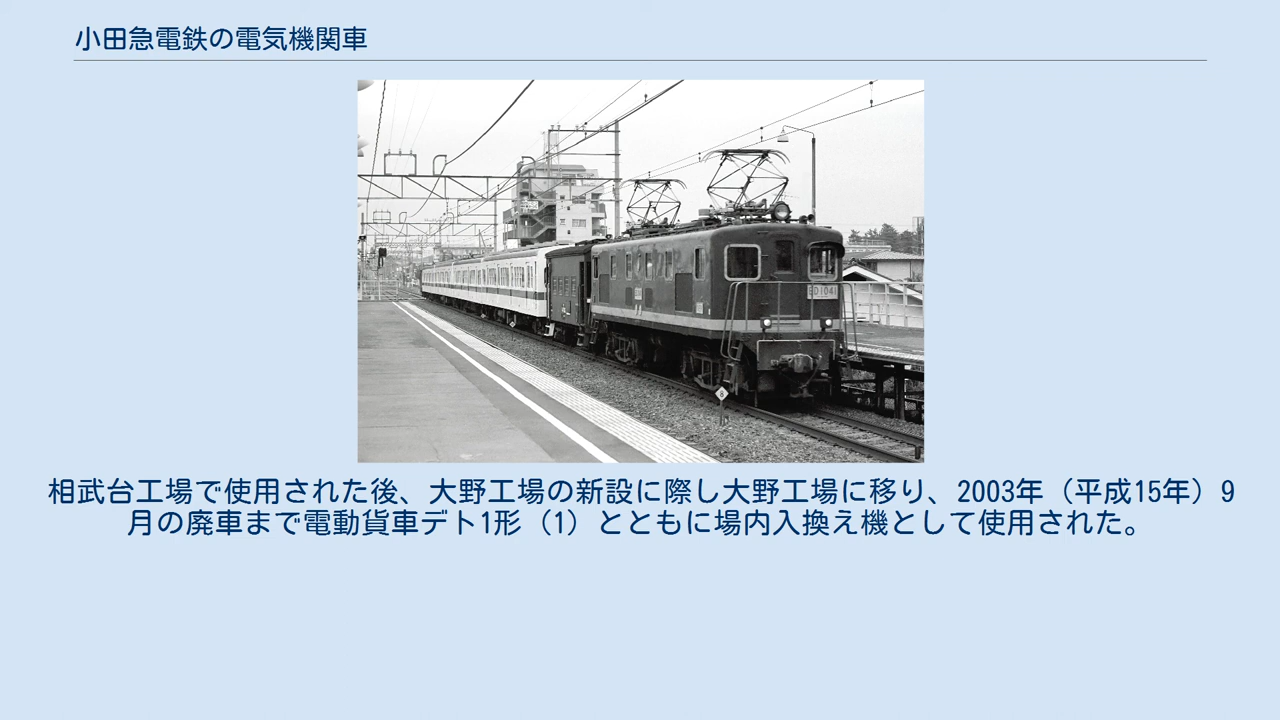 小田急電鉄の電気機関車
ED1041
相武台工場で使用された後、大野工場の新設に際し大野工場に移り、2003年（平成15年）9
月の廃車まで電動貨車デト1形（1）とともに場内入換え機として使用された。